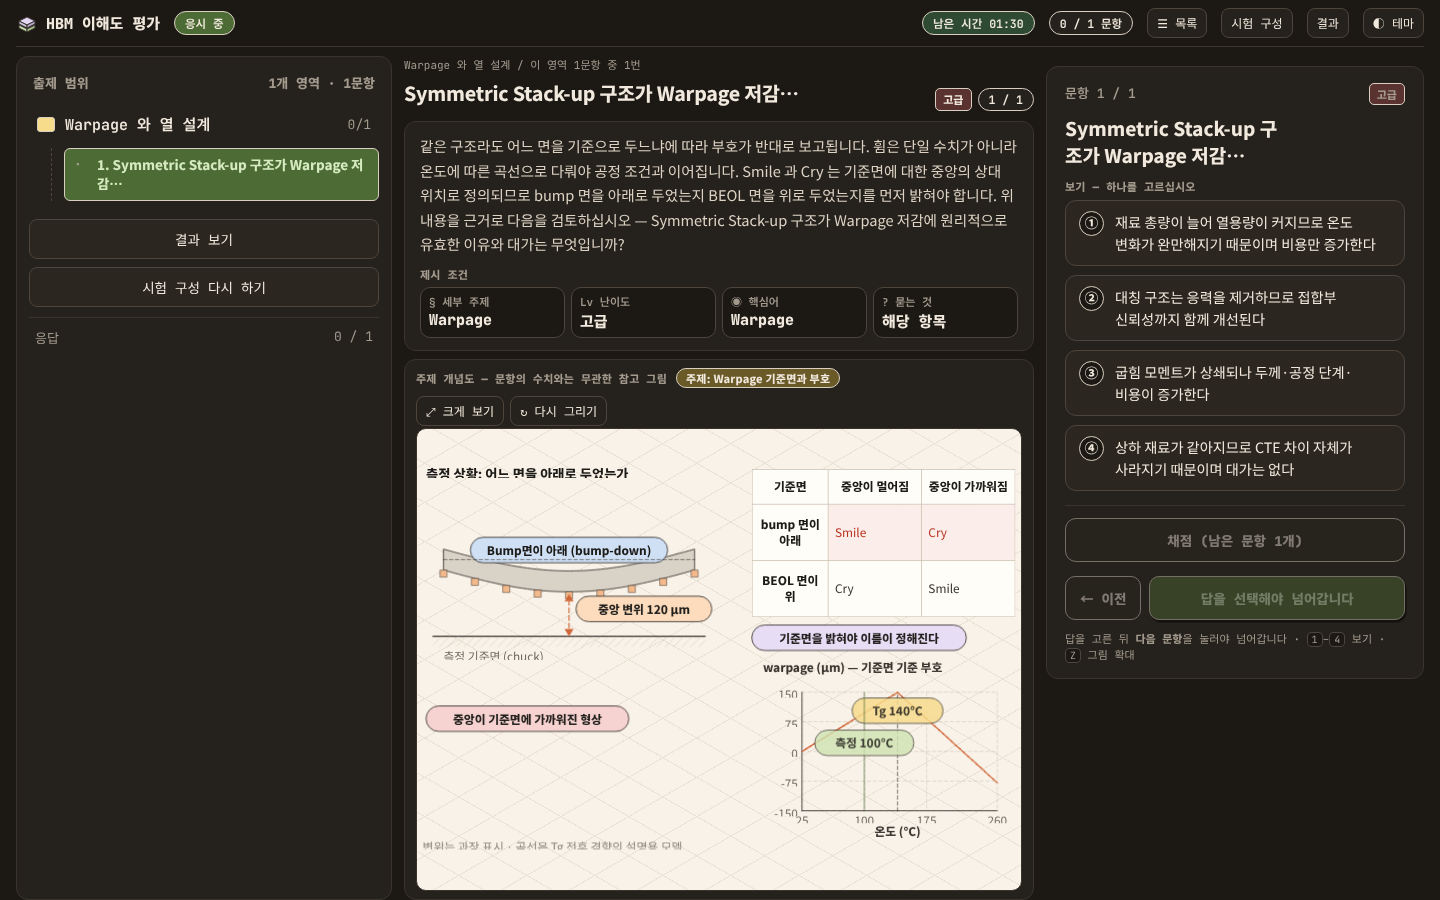 HBM 이해도 평가
응시 중
남은 시간 01:30
0 / 1 문항
☰ 목록
시험 구성
결과
◐ 테마
출제 범위
1개 영역 · 1문항
Warpage 와 열 설계
0/1
1. Symmetric Stack-up 구조가 Warpage 저
감…
결과 보기
시험 구성 다시 하기
응답
0 / 1
Warpage 와 열 설계 / 이 영역 1문항 중 1번
Symmetric Stack-up 구조가 Warpage 저감…
고급
1 / 1
같은 구조라도 어느 면을 기준으로 두느냐에 따라 부호가 반대로 보고됩니다. 휨은 단일 수치가 아니라
온도에 따른 곡선으로 다뤄야 공정 조건과 이어집니다. Smile 과 Cry 는 기준면에 대한 중앙의 상대
위치로 정의되므로 bump 면을 아래로 두었는지 BEOL 면을 위로 두었는지를 먼저 밝혀야 합니다. 위
내용을 근거로 다음을 검토하십시오 — Symmetric Stack-up 구조가 Warpage 저감에 원리적으로
유효한 이유와 대가는 무엇입니까?
제시 조건
§ 세부 주제
Warpage
Lv 난이도
고급
◉ 핵심어
Warpage
? 묻는 것
해당 항목
주제 개념도 — 문항의 수치와는 무관한 참고 그림
주제: Warpage 기준면과 부호
⤢ 크게 보기
↻ 다시 그리기
측정 상황: 어느 면을 아래로 두었는가
Bump면이 아래 (bump-down)
중앙 변위 120 µm
측정 기준면 (chuck)
중앙이 기준면에 가까워진 형상
변위는 과장 표시 · 곡선은 Tg 전후 경향의 설명용 모델
기준면
중앙이 멀어짐
중앙이 가까워짐
bump 면이
아래
Smile
Cry
BEOL 면이
위
Cry
Smile
기준면을 밝혀야 이름이 정해진다
warpage (µm) — 기준면 기준 부호
150
75
0
-75
-150
Tg 140°C
측정 100°C
25
100
175
260
온도 (°C)
문항 1 / 1
고급
Symmetric Stack-up 구
조가 Warpage 저감…
보기 — 하나를 고르십시오
① 재료 총량이 늘어 열용량이 커지므로 온도
변화가 완만해지기 때문이며 비용만 증가한다
② 대칭 구조는 응력을 제거하므로 접합부
신뢰성까지 함께 개선된다
③ 굽힘 모멘트가 상쇄되나 두께·공정 단계·
비용이 증가한다
④ 상하 재료가 같아지므로 CTE 차이 자체가
사라지기 때문이며 대가는 없다
채점 (남은 문항 1개)
← 이전
답을 선택해야 넘어갑니다
답을 고른 뒤 다음 문항을 눌러야 넘어갑니다 · 1–4 보기 ·
Z 그림 확대